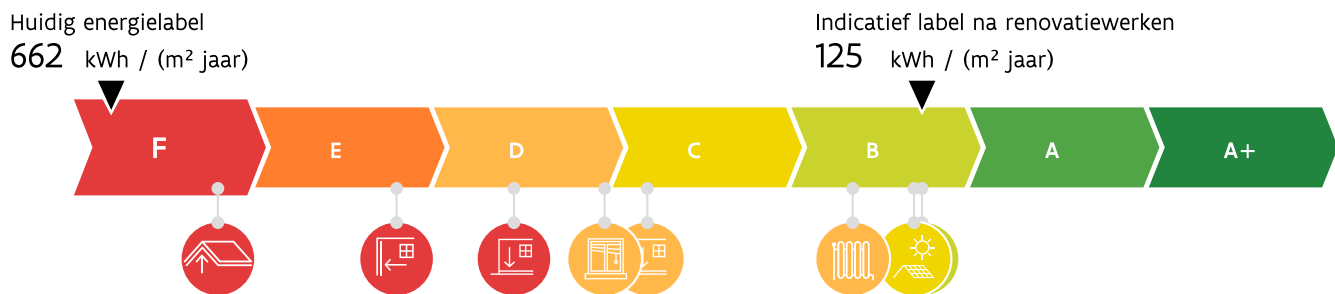 Huidig energielabel
662 kWh / (m² jaar)
Indicatief label na renovatiewerken
125 kWh / (m² jaar)
F E D C B A A+